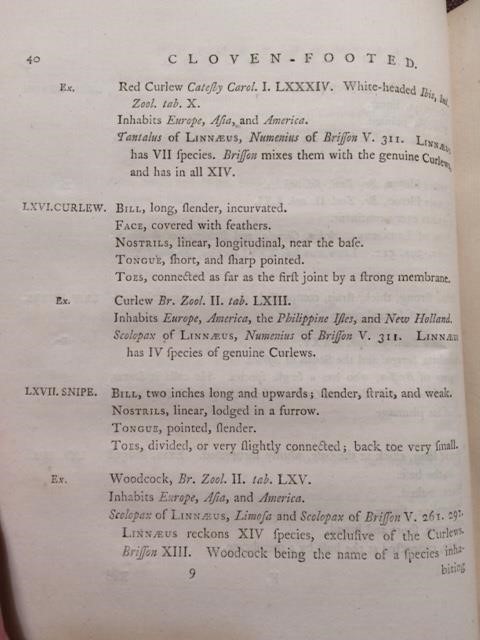 40 CLOVEN-FOOTED.
Ex. Red Curlew Cateſby Carol. I. LXXXIV. White-headed Ibis, Ind.
Zool. tab. X.
Inhabits Europe, Aſia, and America.
Tantalus of LINNÆUS, Numenius of Briſſon V. 311. LINNÆUS
has VII ſpecies. Briſſon mixes them with the genuine Curlews,
and has in all XIV.
LXVI.CURLEW. BILL, long, ſlender, incurvated.
FACE, covered with feathers.
NOSTRILS, linear, longitudinal, near the baſe.
TONGUE, ſhort, and ſharp pointed.
TOES, connected as far as the firſt joint by a ſtrong membrane.
Ex. Curlew Br. Zool. II. tab. LXIII.
Inhabits Europe, America, the Philippine Iſles, and New Holland.
Scolopax of LINNÆUS, Numenius of Briſſon V. 311. LINNÆUS
has IV ſpecies of genuine Curlews.
LXVII. SNIPE. BILL, two inches long and upwards; ſlender, ſtrait, and weak.
NOSTRILS, linear, lodged in a furrow.
TONGUE, pointed, ſlender.
TOES, divided, or very ſlightly connected; back toe very ſmall.
Ex. Woodcock, Br. Zool. II. tab. LXV.
Inhabits Europe, Aſia, and America.
Scolopax of LINNÆUS, Limoſa and Scolopax of Briſſon V. 261. 292.
LINNÆUS reckons XIV ſpecies, excluſive of the Curlews.
Briſſon XIII. Woodcock being the name of a ſpecies inha-
9 biting